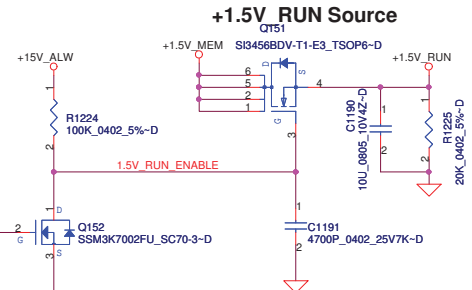 +1.5V_RUN Source
Q151
+15V_ALW
+1.5V_MEM
SI3456BDV-T1-E3_TSOP6~D
+1.5V_RUN
D
S
6
5
2
1
4
G
3
1
R1224
100K_0402_5%~D
2
1
C1190
10U_0805_10V4Z~D
2
1
R1225
20K_0402_5%~D
2
1.5V_RUN_ENABLE
1
D
2
G
Q152
SSM3K7002FU_SC70-3~D
S
3
1
C1191
4700P_0402_25V7K~D
2